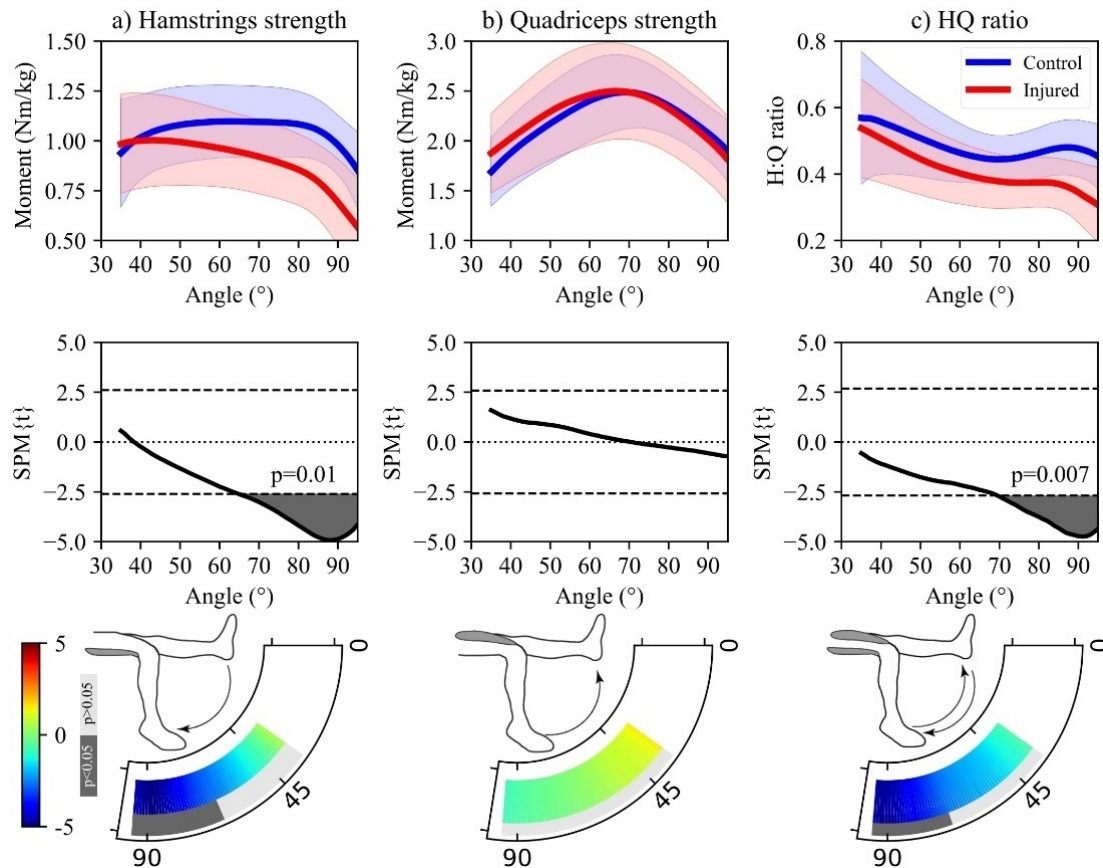 a) Hamstrings strength
b) Quadriceps strength
c) HQ ratio
1.50
1.25
1.00
0.75
0.50
Moment (Nm/kg)
30 40 50 60 70 80 90
Angle (°)
3.0
2.5
2.0
1.5
1.0
Moment (Nm/kg)
30 40 50 60 70 80 90
Angle (°)
0.8
0.6
0.4
0.2
H:Q ratio
Control
Injured
30 40 50 60 70 80 90
Angle (°)
5.0
2.5
0.0
−2.5
−5.0
SPM{t}
p=0.01
30 40 50 60 70 80 90
Angle (°)
5.0
2.5
0.0
−2.5
−5.0
SPM{t}
30 40 50 60 70 80 90
Angle (°)
5.0
2.5
0.0
−2.5
−5.0
SPM{t}
p=0.007
30 40 50 60 70 80 90
Angle (°)
5
0
−5
p>0.05
p<0.05
0
45
90
0
45
90
0
45
90